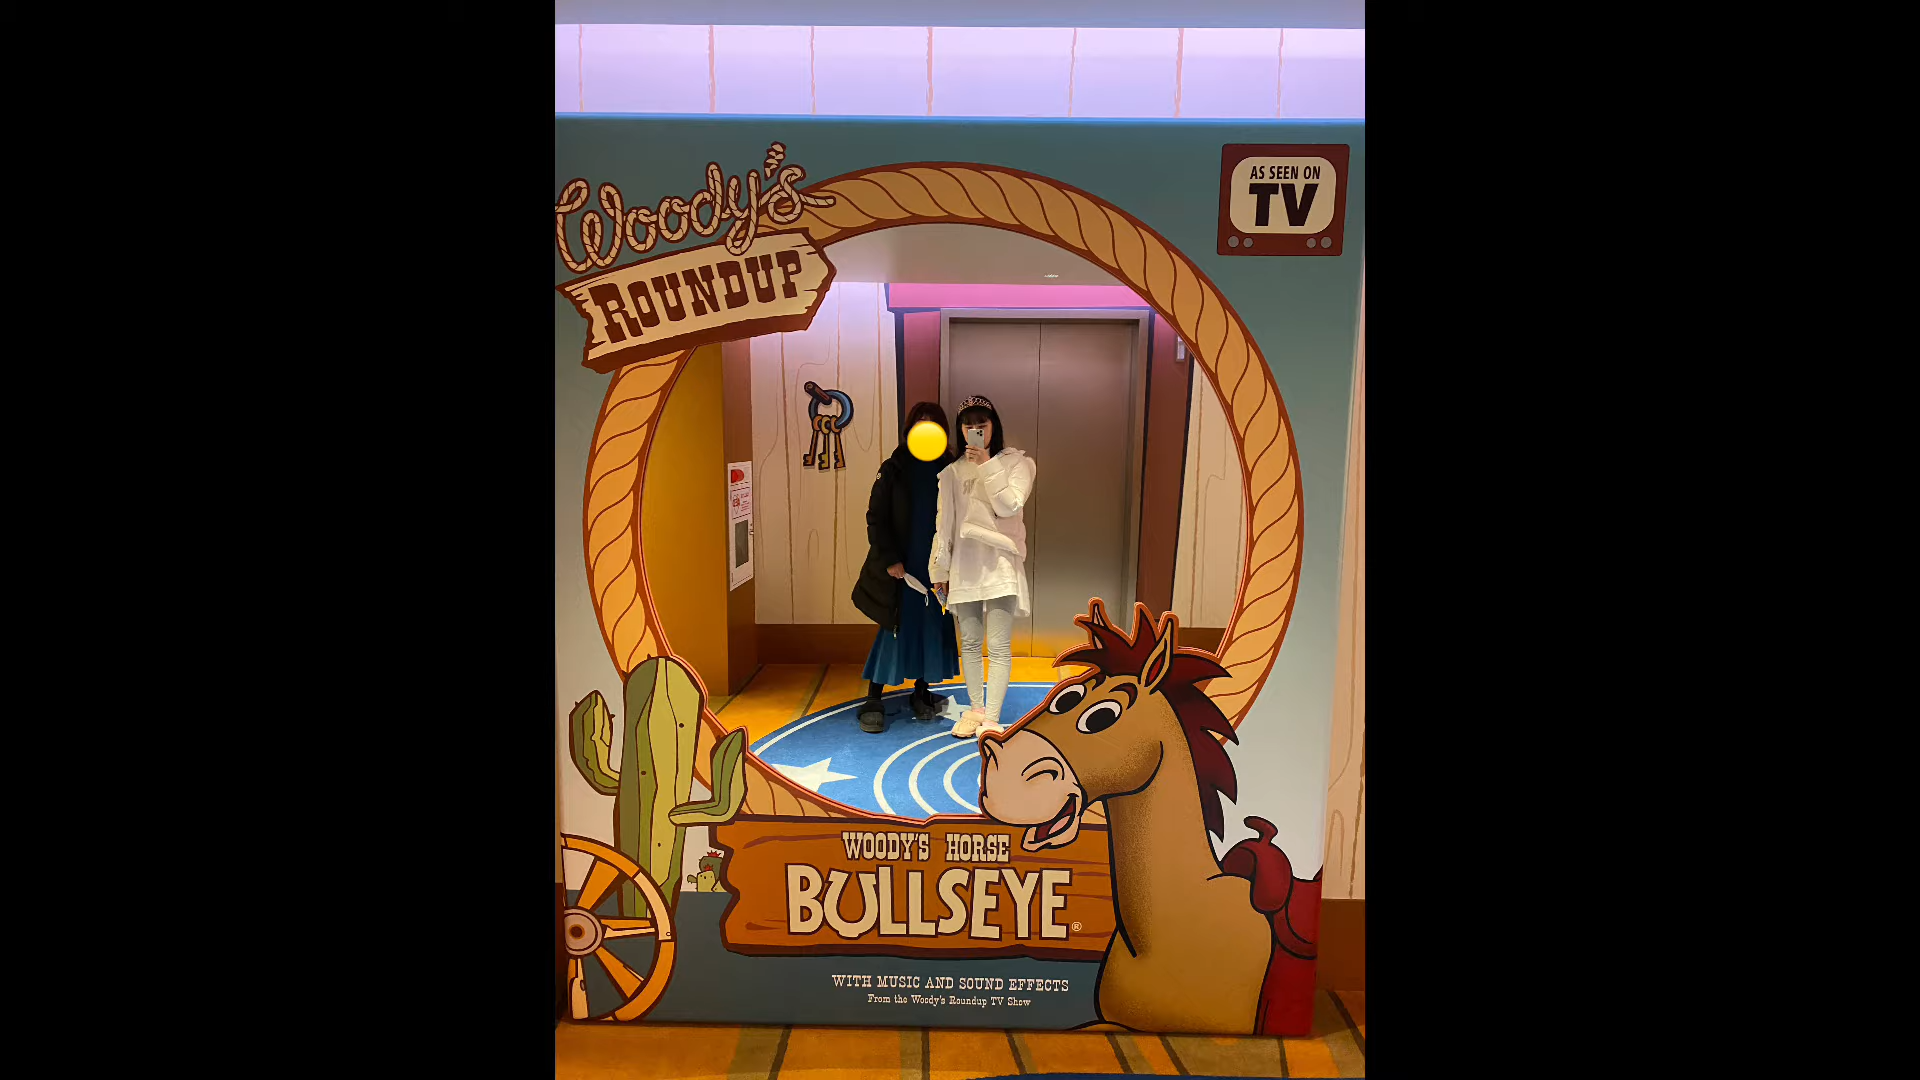 Woody's
ROUNDUP
AS SEEN ON
TV
WOODY'S HORSE
BULLSEYE®
WITH MUSIC AND SOUND EFFECTS
From the Woody's Roundup TV Show